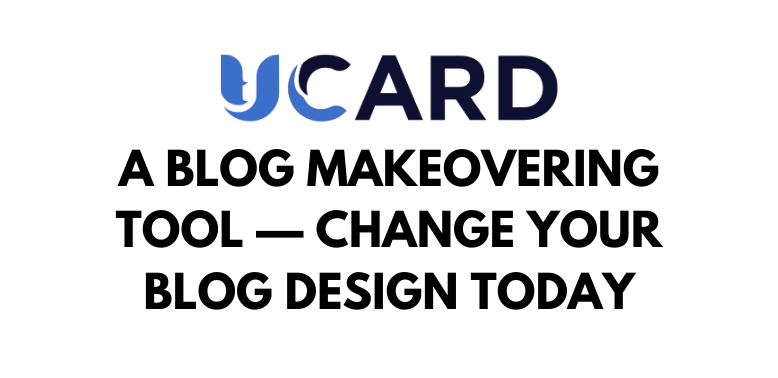 UCARD
A BLOG MAKEOVERING
TOOL — CHANGE YOUR
BLOG DESIGN TODAY